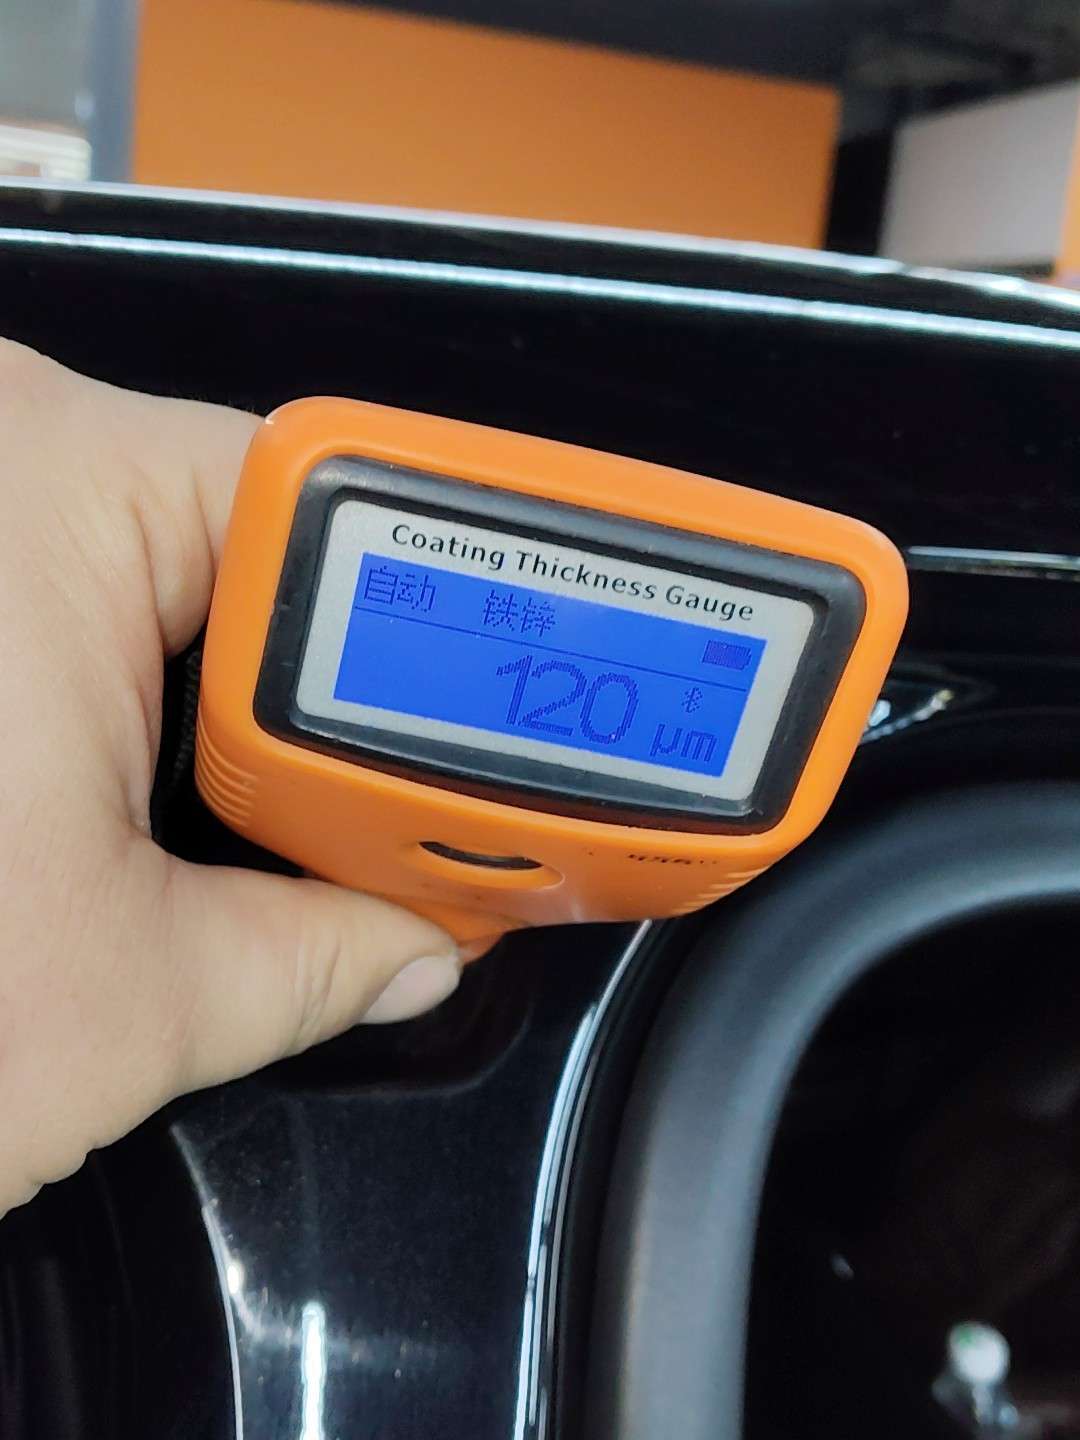 Coating Thickness Gauge
自动 铁锌
120 μm